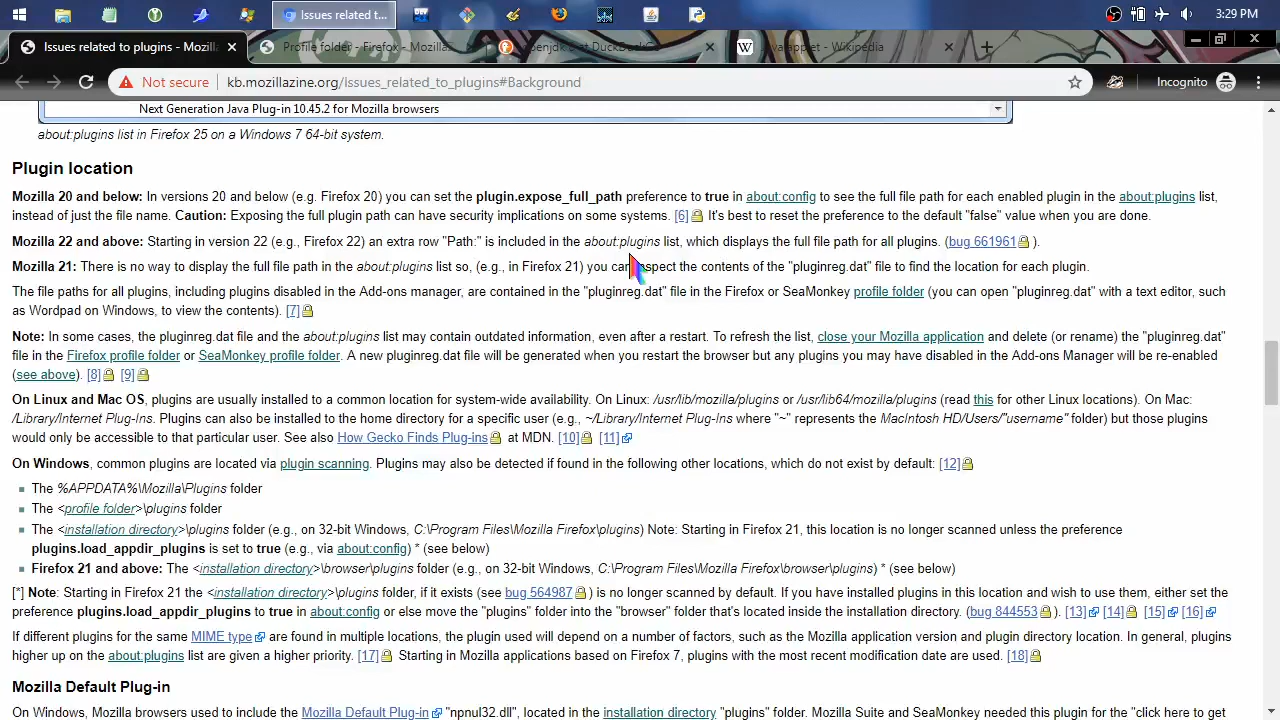 Issues related t...
3:29 PM
Issues related to plugins - Mozilla
Profile folder - Firefox - Mozillaz
openjdk at DuckDuckGo
Java applet - Wikipedia
Not secure
kb.mozillazine.org/Issues_related_to_plugins#Background
Incognito
Next Generation Java Plug-in 10.45.2 for Mozilla browsers
about:plugins list in Firefox 25 on a Windows 7 64-bit system.
Plugin location
Mozilla 20 and below: In versions 20 and below (e.g. Firefox 20) you can set the plugin.expose_full_path preference to true in about:config to see the full file path for each enabled plugin in the about:plugins list,
instead of just the file name. Caution: Exposing the full plugin path can have security implications on some systems. [6] It's best to reset the preference to the default "false" value when you are done.
Mozilla 22 and above: Starting in version 22 (e.g., Firefox 22) an extra row "Path:" is included in the about:plugins list, which displays the full file path for all plugins. (bug 661961 ).
Mozilla 21: There is no way to display the full file path in the about:plugins list so, (e.g., in Firefox 21) you can inspect the contents of the "pluginreg.dat" file to find the location for each plugin.
The file paths for all plugins, including plugins disabled in the Add-ons manager, are contained in the "pluginreg.dat" file in the Firefox or SeaMonkey profile folder (you can open "pluginreg.dat" with a text editor, such
as Wordpad on Windows, to view the contents). [7]
Note: In some cases, the pluginreg.dat file and the about:plugins list may contain outdated information, even after a restart. To refresh the list, close your Mozilla application and delete (or rename) the "pluginreg.dat"
file in the Firefox profile folder or SeaMonkey profile folder. A new pluginreg.dat file will be generated when you restart the browser but any plugins you may have disabled in the Add-ons Manager will be re-enabled
(see above). [8] [9]
On Linux and Mac OS, plugins are usually installed to a common location for system-wide availability. On Linux: /usr/lib/mozilla/plugins or /usr/lib64/mozilla/plugins (read this for other Linux locations). On Mac:
/Library/Internet Plug-Ins. Plugins can also be installed to the home directory for a specific user (e.g., ~/Library/Internet Plug-Ins where "~" represents the MacIntosh HD/Users/"username" folder) but those plugins
would only be accessible to that particular user. See also How Gecko Finds Plug-ins at MDN. [10] [11]
On Windows, common plugins are located via plugin scanning. Plugins may also be detected if found in the following other locations, which do not exist by default: [12]
The %APPDATA%\Mozilla\Plugins folder
The <profile folder>\plugins folder
The <installation directory>\plugins folder (e.g., on 32-bit Windows, C:\Program Files\Mozilla Firefox\plugins) Note: Starting in Firefox 21, this location is no longer scanned unless the preference
plugins.load_appdir_plugins is set to true (e.g., via about:config) * (see below)
Firefox 21 and above: The <installation directory>\browser\plugins folder (e.g., on 32-bit Windows, C:\Program Files\Mozilla Firefox\browser\plugins) * (see below)
[*] Note: Starting in Firefox 21 the <installation directory>\plugins folder, if it exists (see bug 564987 ) is no longer scanned by default. If you have installed plugins in this location and wish to use them, either set the
preference plugins.load_appdir_plugins to true in about:config or else move the "plugins" folder into the "browser" folder that's located inside the installation directory. (bug 844553 ). [13] [14] [15] [16]
If different plugins for the same MIME type are found in multiple locations, the plugin used will depend on a number of factors, such as the Mozilla application version and plugin directory location. In general, plugins
higher up on the about:plugins list are given a higher priority. [17] Starting in Mozilla applications based on Firefox 7, plugins with the most recent modification date are used. [18]
Mozilla Default Plug-in
On Windows, Mozilla browsers used to include the Mozilla Default Plug-in "npnul32.dll", located in the installation directory "plugins" folder. Mozilla Suite and SeaMonkey needed this plugin for the "click here to get